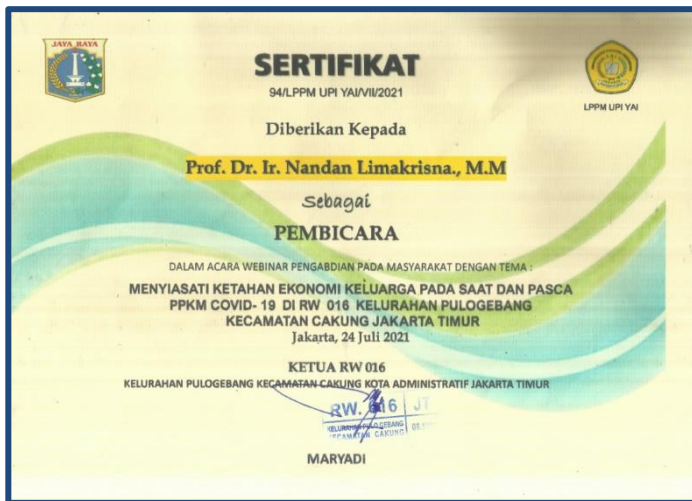 JAYA RAYA
SERTIFIKAT
94/LPPM UPI YAI/VII/2021
LPPM UPI YAI
Diberikan Kepada
Prof. Dr. Ir. Nandan Limakrisna., M.M
Sebagai
PEMBICARA
DALAM ACARA WEBINAR PENGABDIAN PADA MASYARAKAT DENGAN TEMA :
MENYIASATI KETAHAN EKONOMI KELUARGA PADA SAAT DAN PASCA
PPKM COVID- 19 DI RW 016 KELURAHAN PULOGEBANG
KECAMATAN CAKUNG JAKARTA TIMUR
Jakarta, 24 Juli 2021
KETUA RW 016
KELURAHAN PULOGEBANG KECAMATAN CAKUNG KOTA ADMINISTRATIF JAKARTA TIMUR
RW. 016 JT
KELURAHAN PULO GEBANG
KECAMATAN CAKUNG
MARYADI